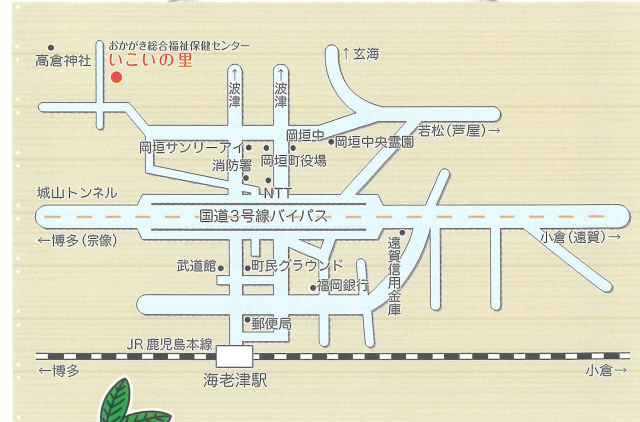 おかがき総合福祉保健センター
いこいの里
高倉神社
↑玄海
↑波津
↑波津
岡垣中
若松(芦屋)→
岡垣サンリーアイ
岡垣町役場
岡垣中央霊園
消防署
NTT
城山トンネル
国道3号線バイパス
←博多(宗像)
小倉(遠賀)→
遠賀信用金庫
武道館
町民グラウンド
福岡銀行
郵便局
JR鹿児島本線
←博多
海老津駅
小倉→